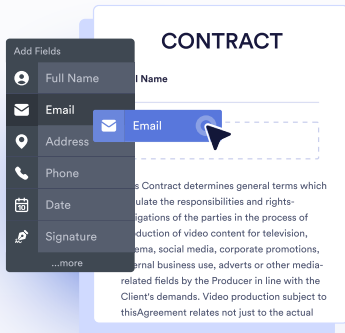 CONTRACT
Add Fields
Full Name
Email
Address
Phone
Date
10
Signature
...more
l Name
Email
s Contract determines general terms which
ulate the responsibilities and rights-
igations of the parties in the process of
duction of video content for television,
ema, social media, corporate promotions,
ernal business use, adverts or other media-
related fields by the Producer in line with the
Client's demands. Video production subject to
thisAgreement relates not just to the actual